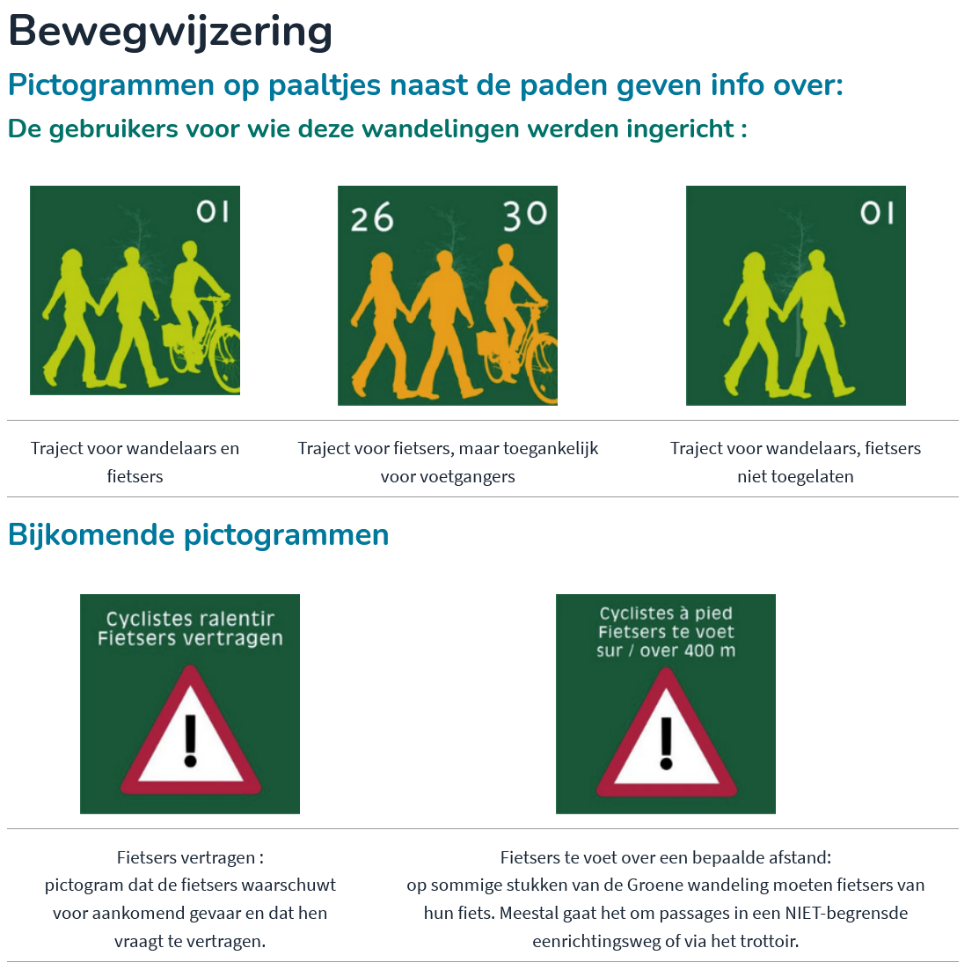 Bewegwijzering
Pictogrammen op paaltjes naast de paden geven info over:
De gebruikers voor wie deze wandelingen werden ingericht :
01
26 30
01
Traject voor wandelaars en
fietsers
Traject voor fietsers, maar toegankelijk
voor voetgangers
Traject voor wandelaars, fietsers
niet toegelaten
Bijkomende pictogrammen
Cyclistes ralentir
Fietsers vertragen
!
Cyclistes à pied
Fietsers te voet
sur / over 400 m
!
Fietsers vertragen :
pictogram dat de fietsers waarschuwt
voor aankomend gevaar en dat hen
vraagt te vertragen.
Fietsers te voet over een bepaalde afstand:
op sommige stukken van de Groene wandeling moeten fietsers van
hun fiets. Meestal gaat het om passages in een NIET-begrensde
eenrichtingsweg of via het trottoir.